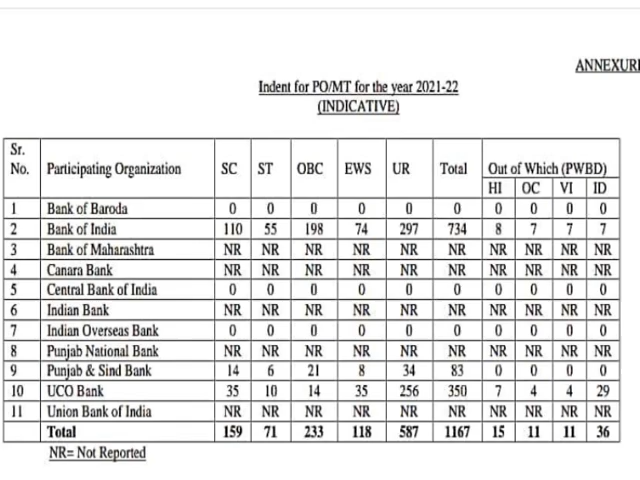 ANNEXURE
Indent for PO/MT for the year 2021-22
(INDICATIVE)
Sr. No. Participating Organization SC ST OBC EWS UR Total Out of Which (PWBD)
HI OC VI ID
1 Bank of Baroda 0 0 0 0 0 0 0 0 0 0
2 Bank of India 110 55 198 74 297 734 8 7 7 7
3 Bank of Maharashtra NR NR NR NR NR NR NR NR NR NR
4 Canara Bank NR NR NR NR NR NR NR NR NR NR
5 Central Bank of India 0 0 0 0 0 0 0 0 0 0
6 Indian Bank NR NR NR NR NR NR NR NR NR NR
7 Indian Overseas Bank 0 0 0 0 0 0 0 0 0 0
8 Punjab National Bank NR NR NR NR NR NR NR NR NR NR
9 Punjab & Sind Bank 14 6 21 8 34 83 0 0 0 0
10 UCO Bank 35 10 14 35 256 350 7 4 4 29
11 Union Bank of India NR NR NR NR NR NR NR NR NR NR
Total 159 71 233 118 587 1167 15 11 11 36
NR= Not Reported